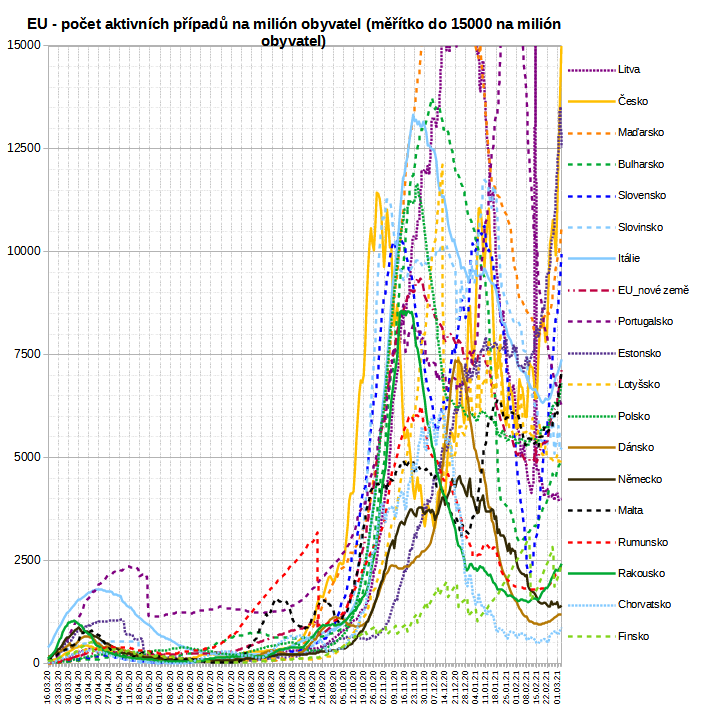 EU - počet aktivních případů na milión obyvatel (měřítko do 15000 na milión
obyvatel)
15000
12500
10000
7500
5000
2500
0
Litva
Česko
Maďarsko
Bulharsko
Slovensko
Slovinsko
Itálie
EU_nové země
Portugalsko
Estonsko
Lotyšsko
Polsko
Dánsko
Německo
Malta
Rumunsko
Rakousko
Chorvatsko
Finsko
16.03.20
23.03.20
30.03.20
06.04.20
13.04.20
20.04.20
27.04.20
04.05.20
11.05.20
18.05.20
25.05.20
01.06.20
08.06.20
15.06.20
22.06.20
29.06.20
06.07.20
13.07.20
20.07.20
27.07.20
03.08.20
10.08.20
17.08.20
24.08.20
31.08.20
07.09.20
14.09.20
21.09.20
28.09.20
05.10.20
12.10.20
19.10.20
26.10.20
02.11.20
09.11.20
16.11.20
23.11.20
30.11.20
07.12.20
14.12.20
21.12.20
28.12.20
04.01.21
11.01.21
18.01.21
25.01.21
01.02.21
08.02.21
15.02.21
22.02.21
01.03.21